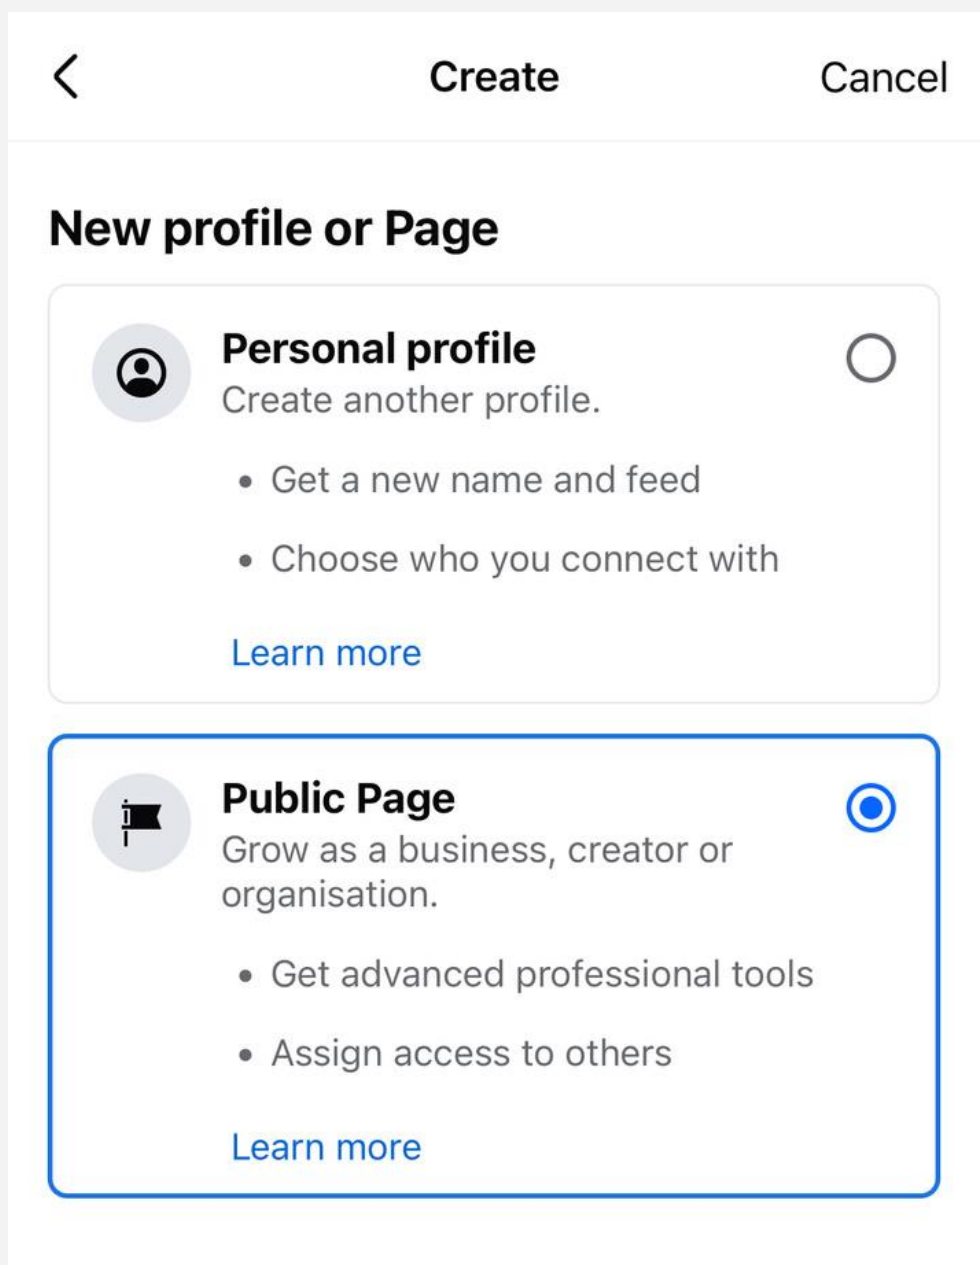 Create
Cancel
New profile or Page
Personal profile
Create another profile.
• Get a new name and feed
• Choose who you connect with
Learn more
Public Page
Grow as a business, creator or
organisation.
• Get advanced professional tools
• Assign access to others
Learn more